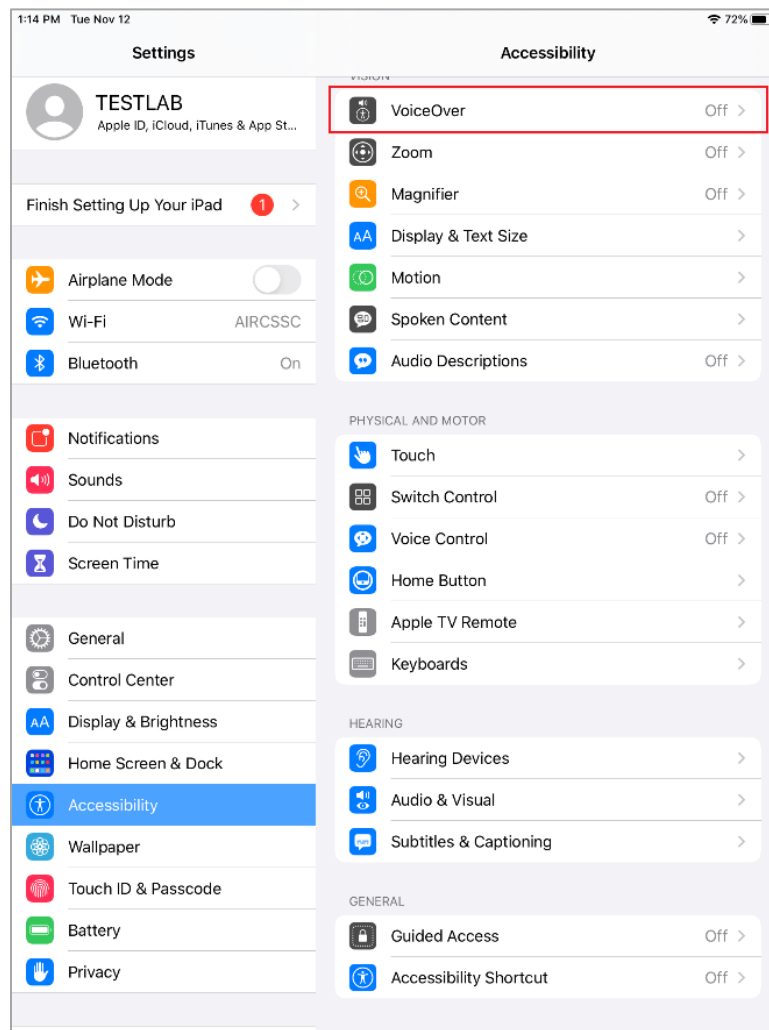 1:14 PM Tue Nov 12
72%
Settings
TESTLAB
Apple ID, iCloud, iTunes & App St...
Finish Setting Up Your iPad 1
Airplane Mode
Wi-Fi AIRCSSC
Bluetooth On
Notifications
Sounds
Do Not Disturb
Screen Time
General
Control Center
AA Display & Brightness
Home Screen & Dock
Accessibility
Wallpaper
Touch ID & Passcode
Battery
Privacy
Accessibility
VISION
VoiceOver Off
Zoom Off
Magnifier Off
AA Display & Text Size
Motion
Spoken Content
Audio Descriptions Off
PHYSICAL AND MOTOR
Touch
Switch Control Off
Voice Control Off
Home Button
Apple TV Remote
Keyboards
HEARING
Hearing Devices
Audio & Visual
Subtitles & Captioning
GENERAL
Guided Access Off
Accessibility Shortcut Off